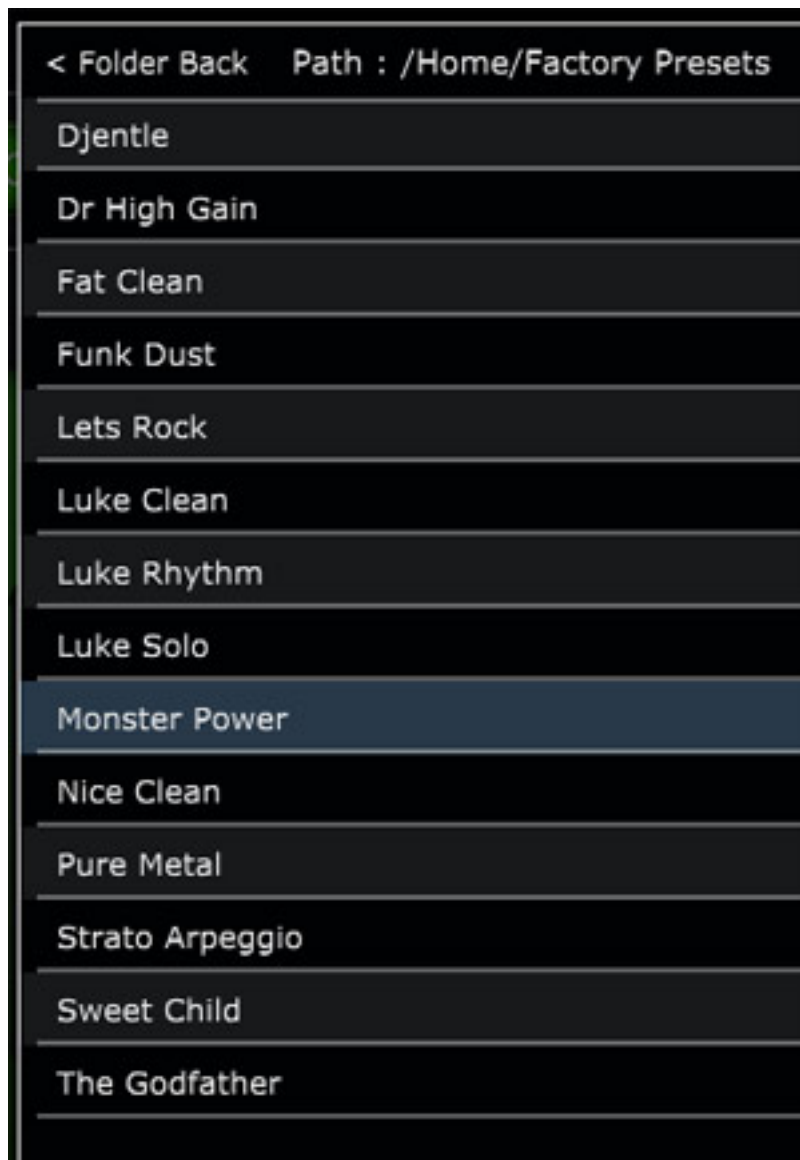 < Folder Back Path : /Home/Factory Presets
Djentle
Dr High Gain
Fat Clean
Funk Dust
Lets Rock
Luke Clean
Luke Rhythm
Luke Solo
Monster Power
Nice Clean
Pure Metal
Strato Arpeggio
Sweet Child
The Godfather